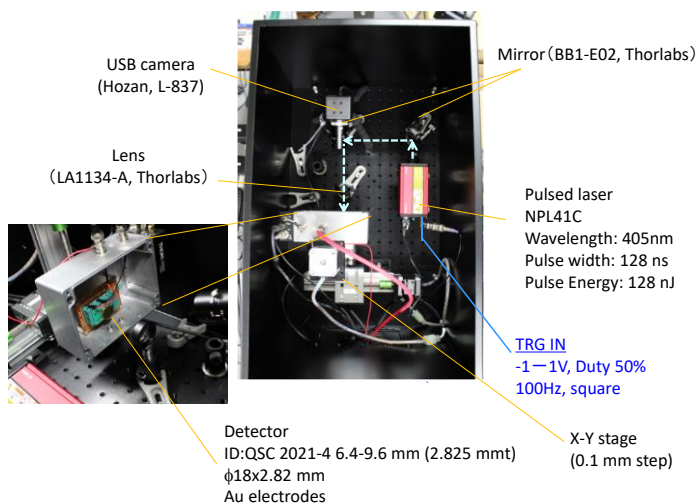 USB camera
(Hozan, L-837)
Mirror（BB1-E02, Thorlabs）
Lens
（LA1134-A, Thorlabs）
Pulsed laser
NPL41C
Wavelength: 405nm
Pulse width: 128 ns
Pulse Energy: 128 nJ
TRG IN
-1ー1V, Duty 50%
100Hz, square
Detector
ID:QSC 2021-4 6.4-9.6 mm (2.825 mmt)
ϕ18x2.82 mm
Au electrodes
X-Y stage
(0.1 mm step)